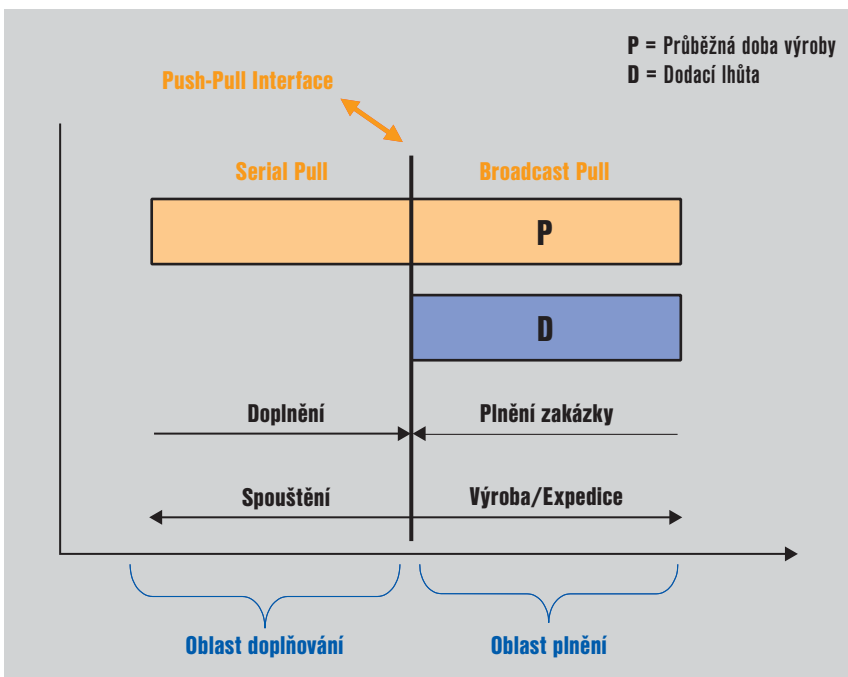 P = Průběžná doba výroby
D = Dodací lhůta
Push-Pull Interface
Serial Pull
Broadcast Pull
P
D
Doplnění
Plnění zakázky
Spouštění
Výroba/Expedice
Oblast doplňování
Oblast plnění